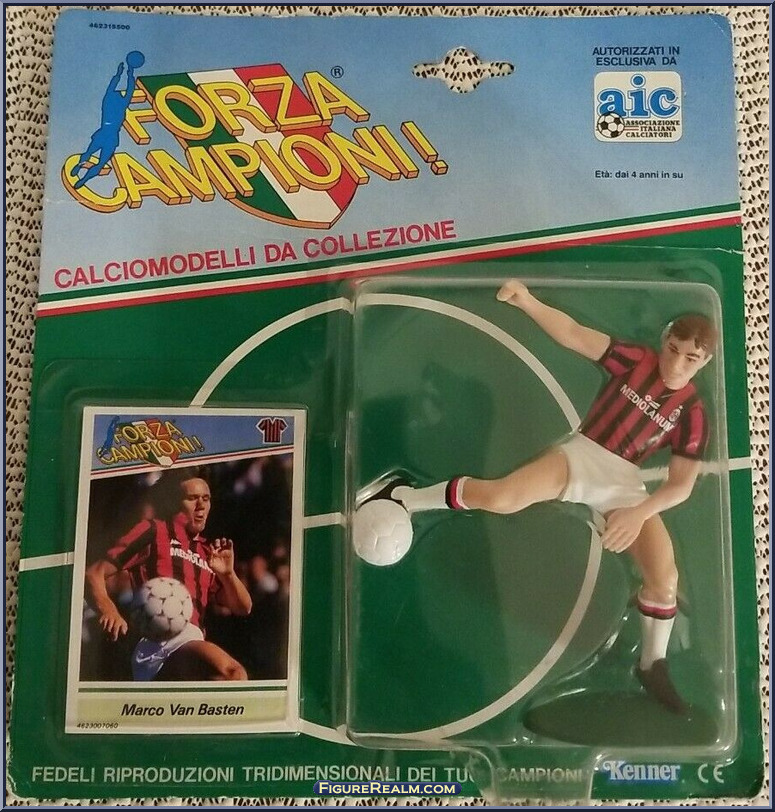 462315500
FORZA
CAMPIONI!
®
CALCIOMODELLI DA COLLEZIONE
AUTORIZZATI IN
ESCLUSIVA DA
aic
ASSOCIAZIONE
ITALIANA
CALCIATORI
Età: dai 4 anni in su
MEDIOLANUM
FORZA
CAMPIONI!
MEDIOLANUM
Marco Van Basten
4623007060
FEDELI RIPRODUZIONI TRIDIMENSIONALI DEI TUOI CAMPIONI
Kenner
CE
FigureRealm.com